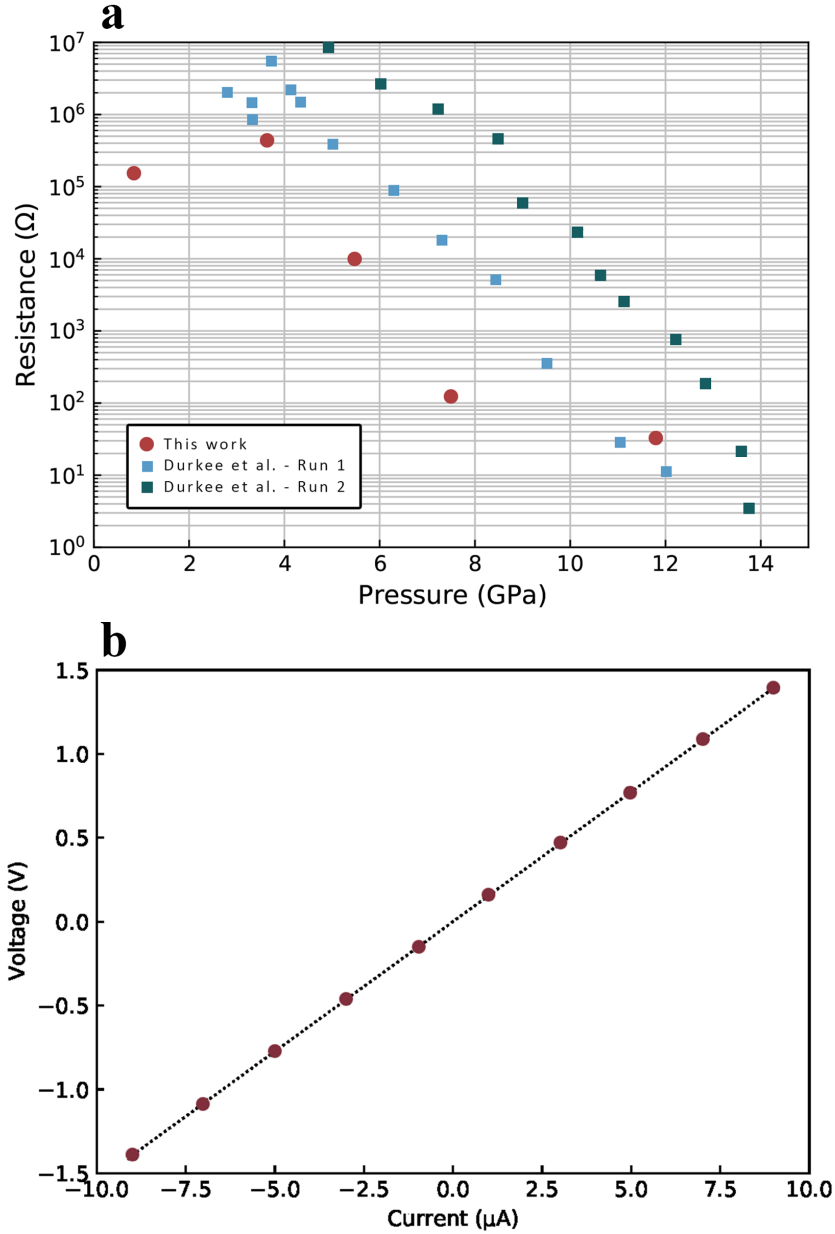 a
10⁷
10⁶
10⁵
10⁴
10³
10²
10¹
10⁰
Resistance (Ω)
This work
Durkee et al. - Run 1
Durkee et al. - Run 2
0 2 4 6 8 10 12 14
Pressure (GPa)
b
1.5
1.0
0.5
0.0
−0.5
−1.0
−1.5
Voltage (V)
−10.0 −7.5 −5.0 −2.5 0.0 2.5 5.0 7.5 10.0
Current (μA)